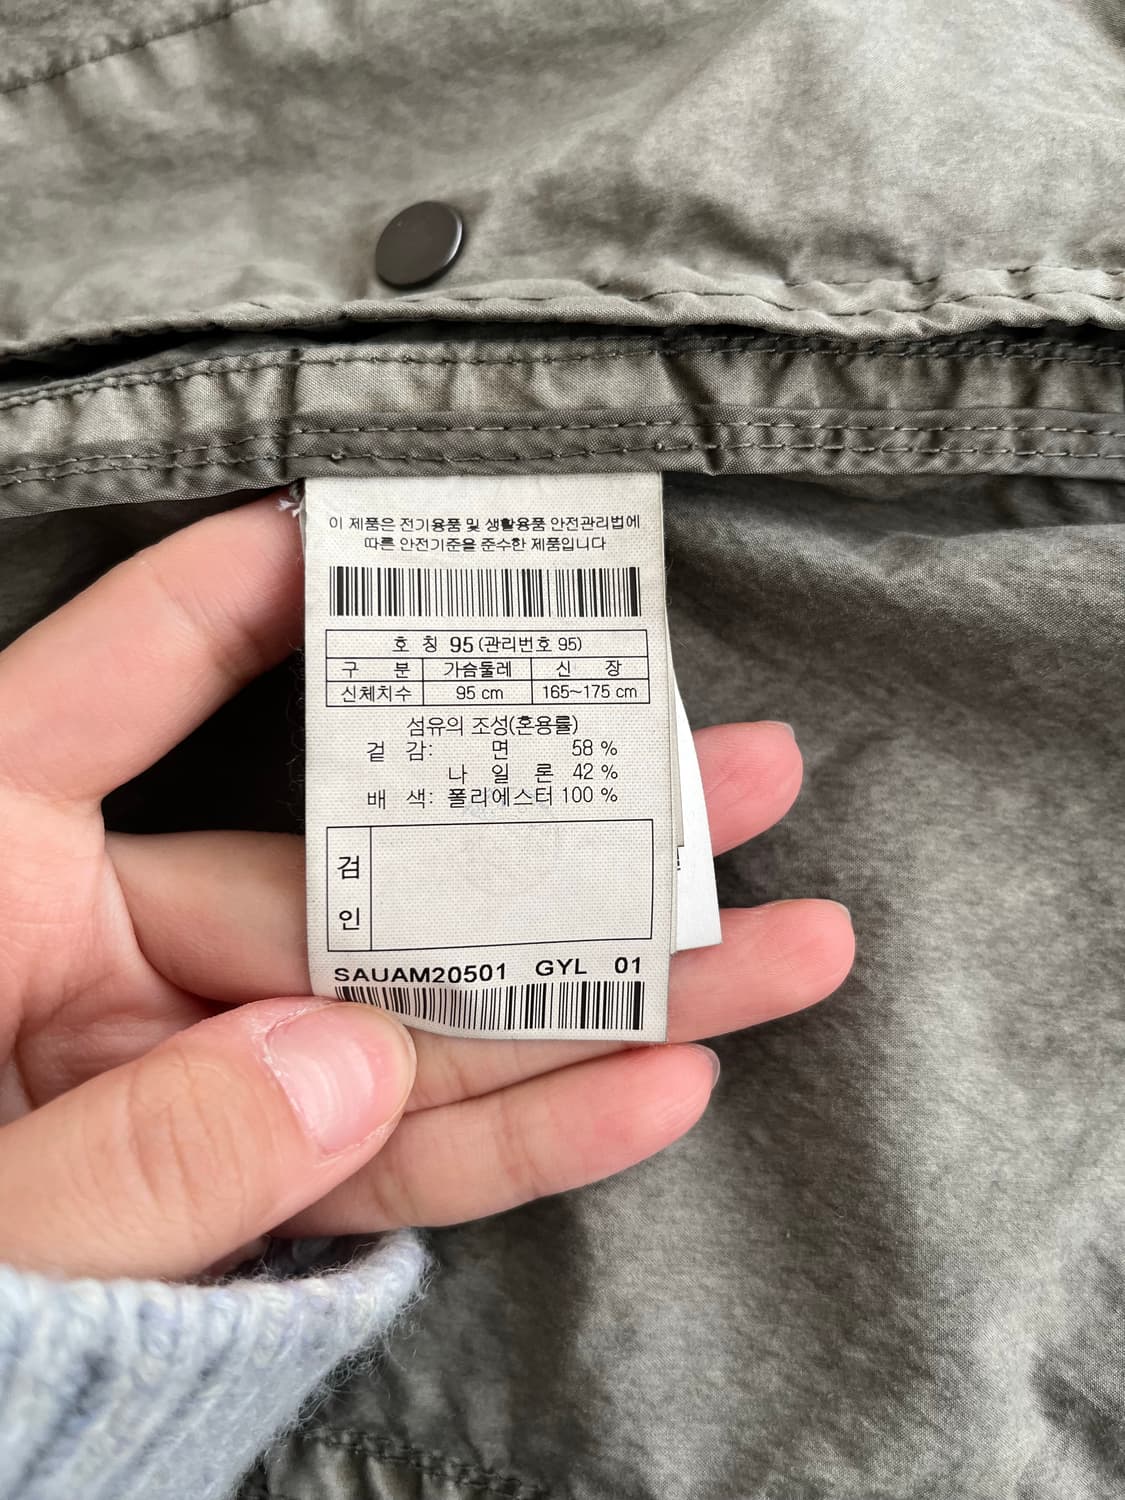 이 제품은 전기용품 및 생활용품 안전관리법에
따른 안전기준을 준수한 제품입니다
호 칭 95 (관리번호 95)
구 분 가슴둘레 신 장
신체치수 95 cm 165~175 cm
섬유의 조성(혼용률)
겉 감: 면 58 %
나 일 론 42 %
배 색: 폴리에스터 100 %
검
인
SAUAM20501 GYL 01